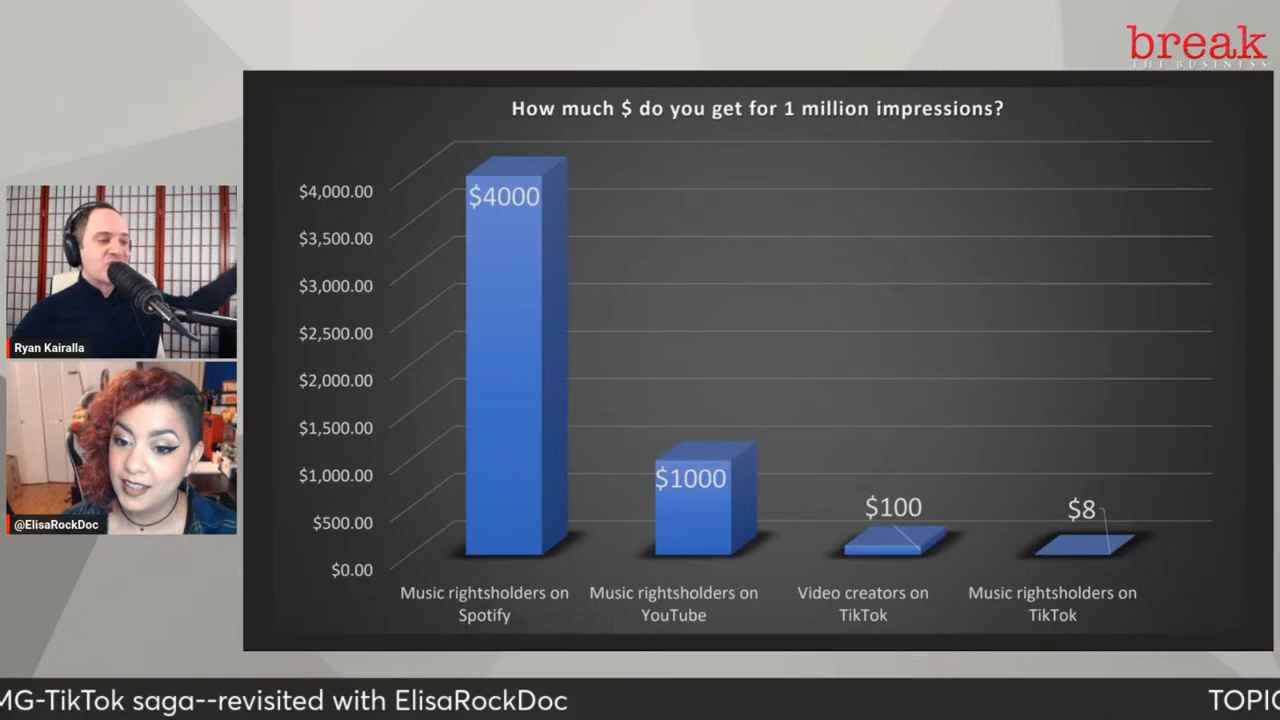 break
THE BUSINESS
How much $ do you get for 1 million impressions?
$4,000.00
$3,500.00
$3,000.00
$2,500.00
$2,000.00
$1,500.00
$1,000.00
$500.00
$0.00
$4000
$1000
$100
$8
Music rightsholders on
Spotify
Music rightsholders on
YouTube
Video creators on
TikTok
Music rightsholders on
TikTok
Ryan Kairalla
@ElisaRockDoc
MG-TikTok saga--revisited with ElisaRockDoc
TOPIC